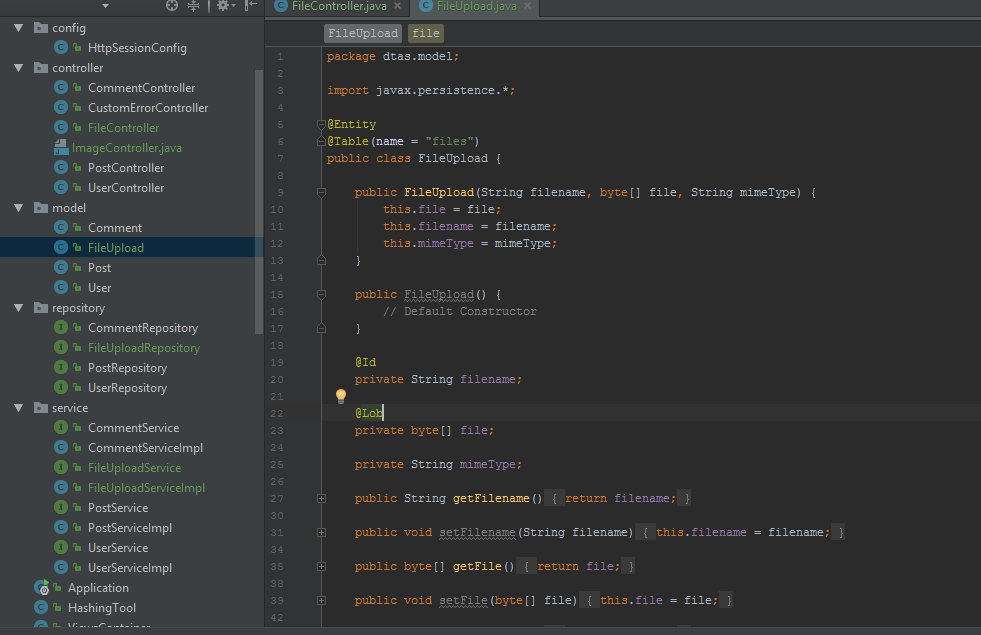 FileController.java
FileUpload.java
config
HttpSessionConfig
controller
CommentController
CustomErrorController
FileController
ImageController.java
PostController
UserController
model
Comment
FileUpload
Post
User
repository
CommentRepository
FileUploadRepository
PostRepository
UserRepository
service
CommentService
CommentServiceImpl
FileUploadService
FileUploadServiceImpl
PostService
PostServiceImpl
UserService
UserServiceImpl
Application
HashingTool
FileUpload file
1 package dtas.model;
2
3 import javax.persistence.*;
4
5 @Entity
6 @Table(name = "files")
7 public class FileUpload {
8
9 public FileUpload(String filename, byte[] file, String mimeType) {
10 this.file = file;
11 this.filename = filename;
12 this.mimeType = mimeType;
13 }
14
15 public FileUpload() {
16 // Default Constructor
17 }
18
19 @Id
20 private String filename;
21
22 @Lob
23 private byte[] file;
24
25 private String mimeType;
26
27 public String getFilename() { return filename; }
30
31 public void setFilename(String filename) { this.filename = filename; }
34
35 public byte[] getFile() { return file; }
38
39 public void setFile(byte[] file) { this.file = file; }
42